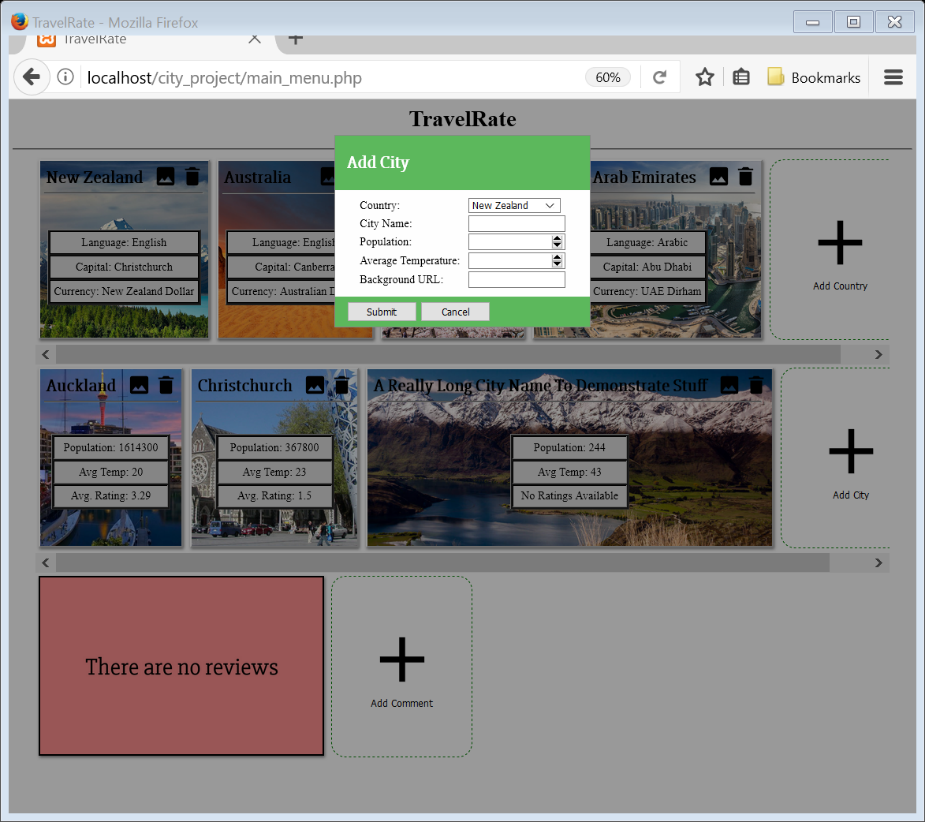 TravelRate - Mozilla Firefox
TravelRate
localhost/city_project/main_menu.php
60%
Bookmarks
TravelRate
Add City
Country:
New Zealand
City Name:
Population:
Average Temperature:
Background URL:
Submit
Cancel
New Zealand
Language: English
Capital: Christchurch
Currency: New Zealand Dollar
Australia
Language: English
Capital: Canberra
Currency: Australian D
Arab Emirates
Language: Arabic
Capital: Abu Dhabi
Currency: UAE Dirham
Add Country
Auckland
Population: 1614300
Avg Temp: 20
Avg. Rating: 3.29
Christchurch
Population: 367800
Avg Temp: 23
Avg. Rating: 1.5
A Really Long City Name To Demonstrate Stuff
Population: 244
Avg Temp: 43
No Ratings Available
Add City
There are no reviews
Add Comment